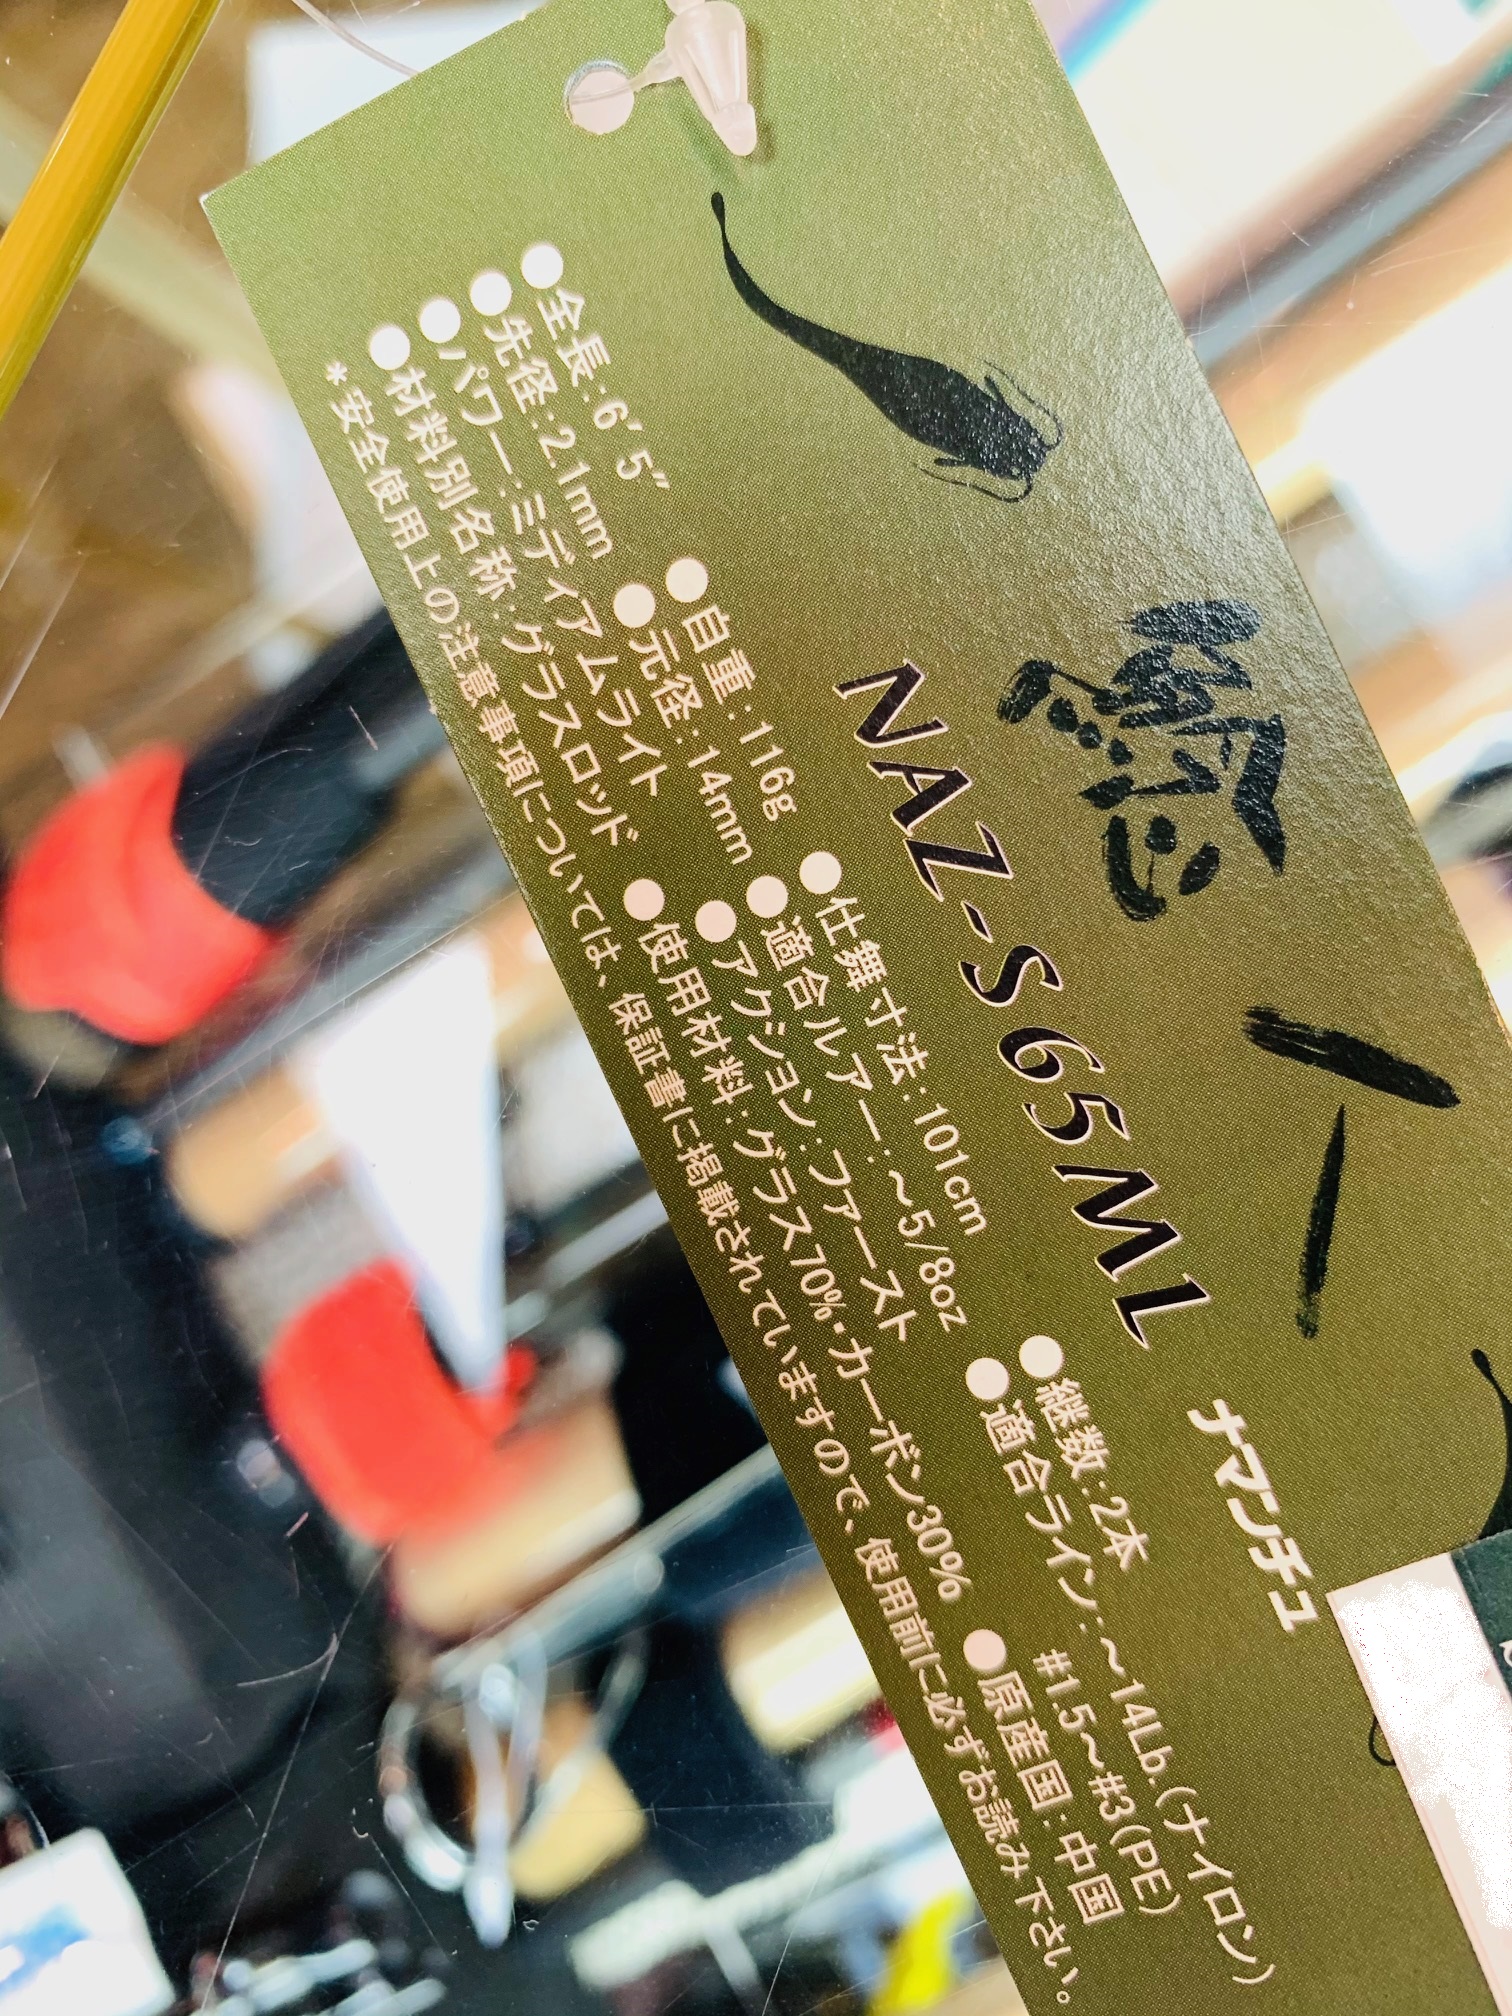 鯰人
NAZ-S65ML ナマンチュ
●全長:6′5″ ●自重:116g ●仕舞寸法:101cm ●継数:2本
●先径:2.1mm ●元径:14mm ●適合ルアー:～5/8oz ●適合ライン:～14Lb.(ナイロン)
●パワー:ミディアムライト ●アクション:ファースト #1.5～#3(PE)
●材料別名称:グラスロッド ●使用材料:グラス70%・カーボン30% ●原産国:中国
*安全使用上の注意事項については、保証書に掲載されていますので、使用前に必ずお読み下さい。